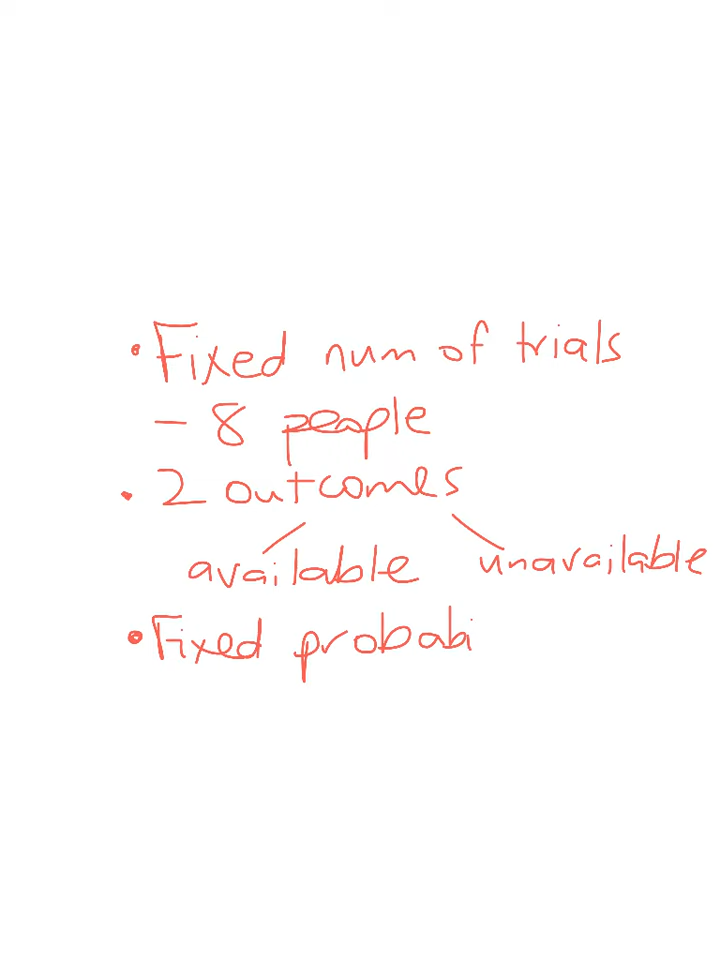 • Fixed num of trials
- 8 people
• 2 outcomes
available unavailable
• Fixed probabi